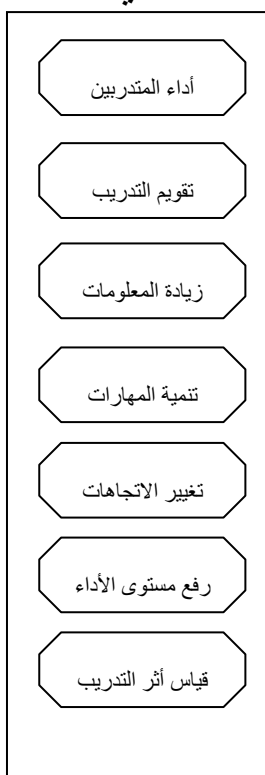 أداء المتدربين
تقويم التدريب
زيادة المعلومات
تنمية المهارات
تغيير الاتجاهات
رفع مستوى الأداء
قياس أثر التدريب